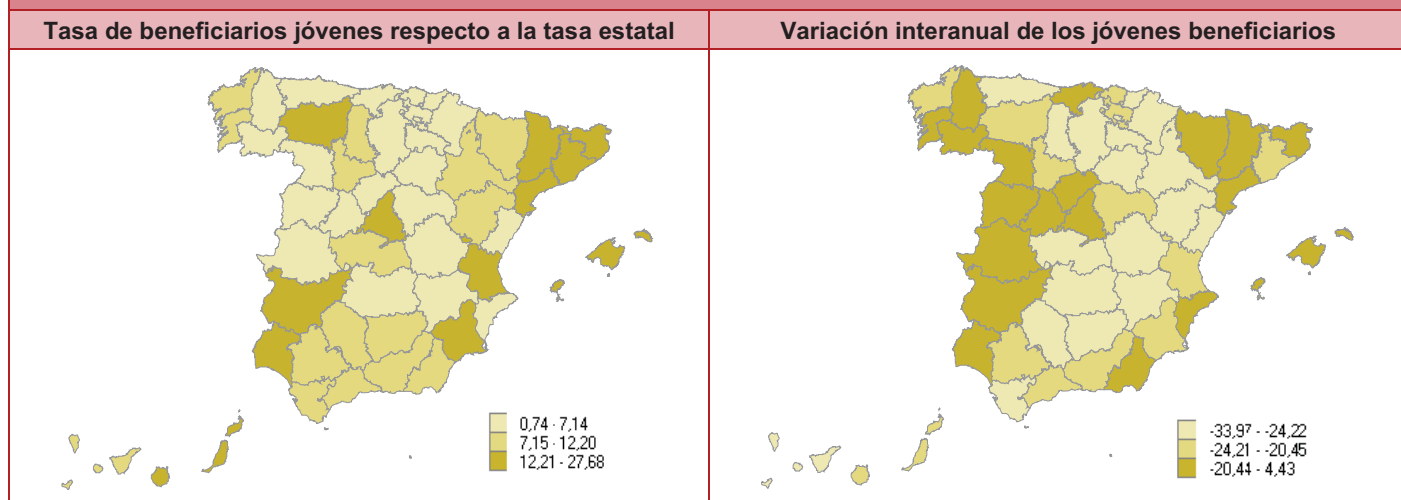 Tasa de beneficiarios jóvenes respecto a la tasa estatal
Variación interanual de los jóvenes beneficiarios
0,74 - 7,14
7,15 - 12,20
12,21 - 27,68
-33,97 - -24,22
-24,21 - -20,45
-20,44 - 4,43